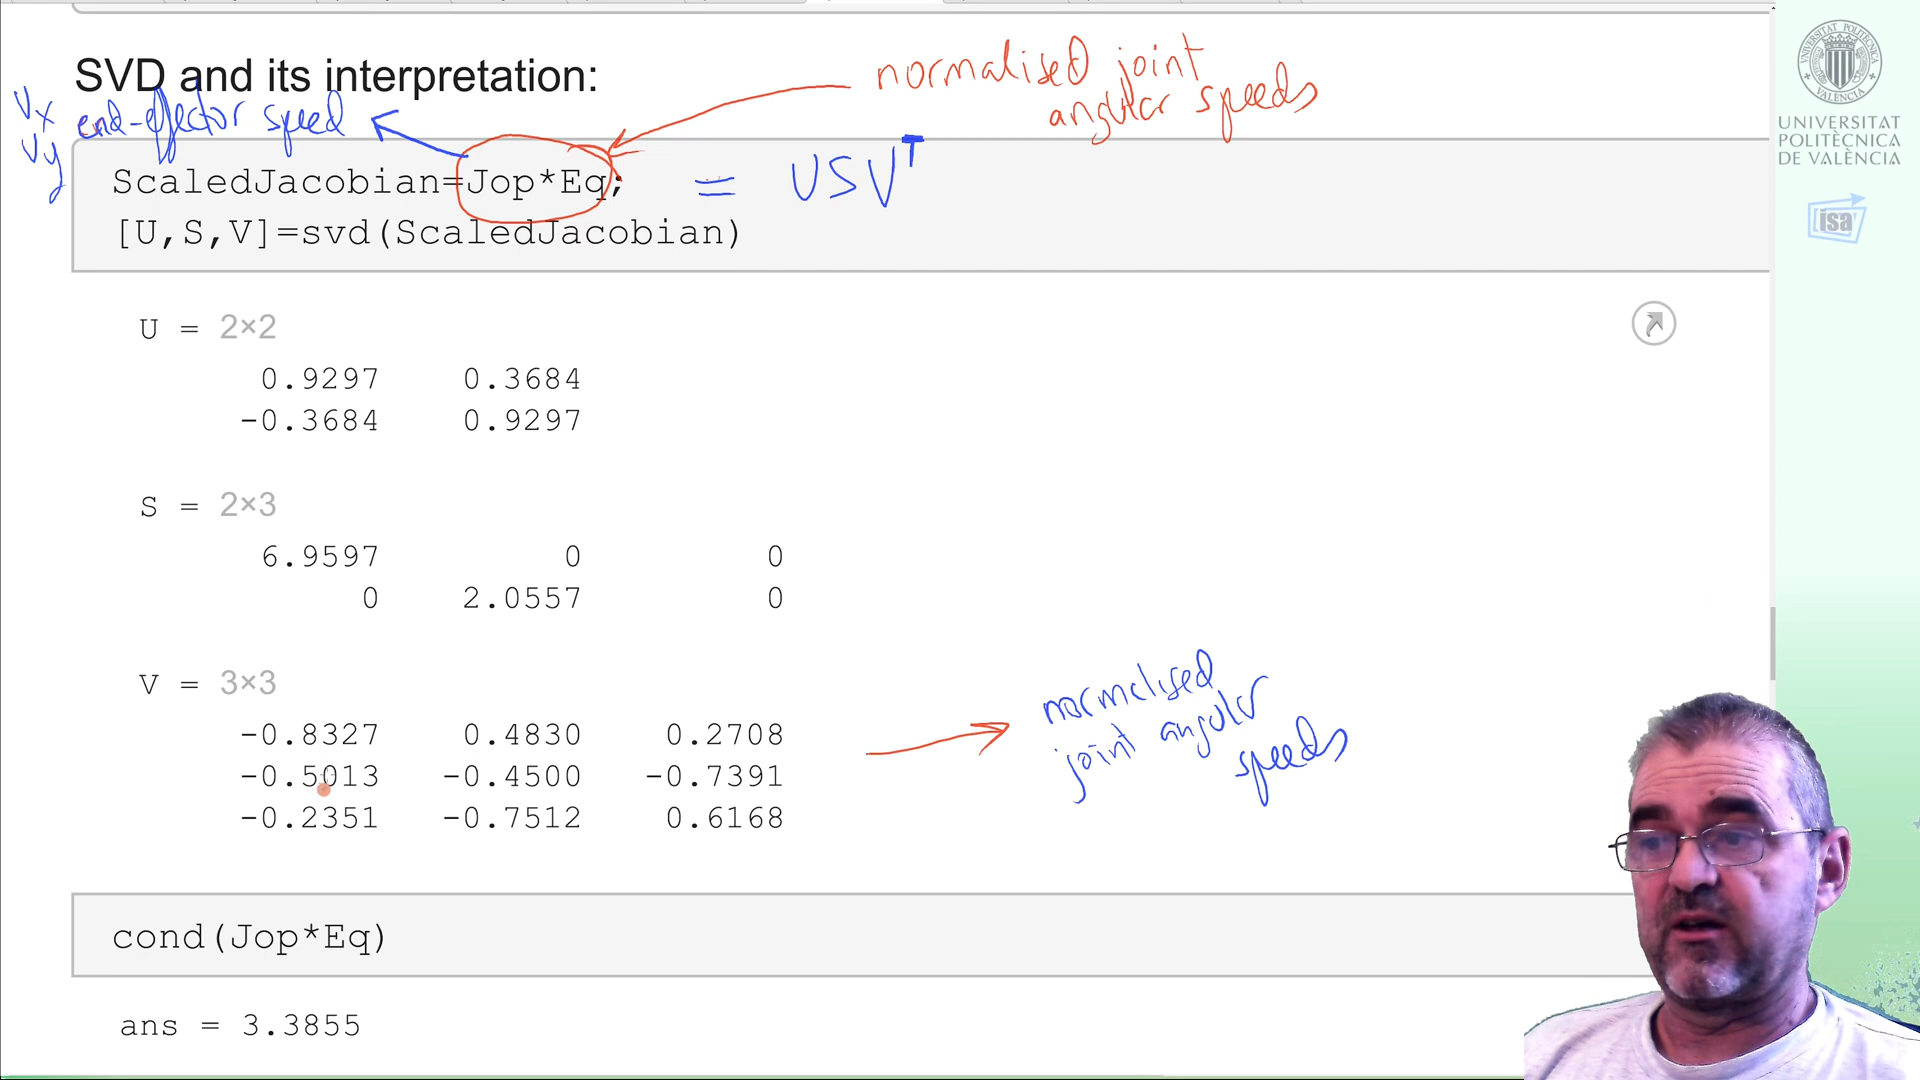 SVD and its interpretation:
normalised joint
angular speeds
Vx end-effector speed
Vy
ScaledJacobian=Jop*Eq; = USV^T
[U,S,V]=svd(ScaledJacobian)
U = 2×2
0.9297 0.3684
-0.3684 0.9297
S = 2×3
6.9597 0 0
0 2.0557 0
V = 3×3
-0.8327 0.4830 0.2708
-0.5013 -0.4500 -0.7391
-0.2351 -0.7512 0.6168
normalised
joint angular
speeds
cond(Jop*Eq)
ans = 3.3855
UNIVERSITAT
POLITÈCNICA
DE VALÈNCIA
isa